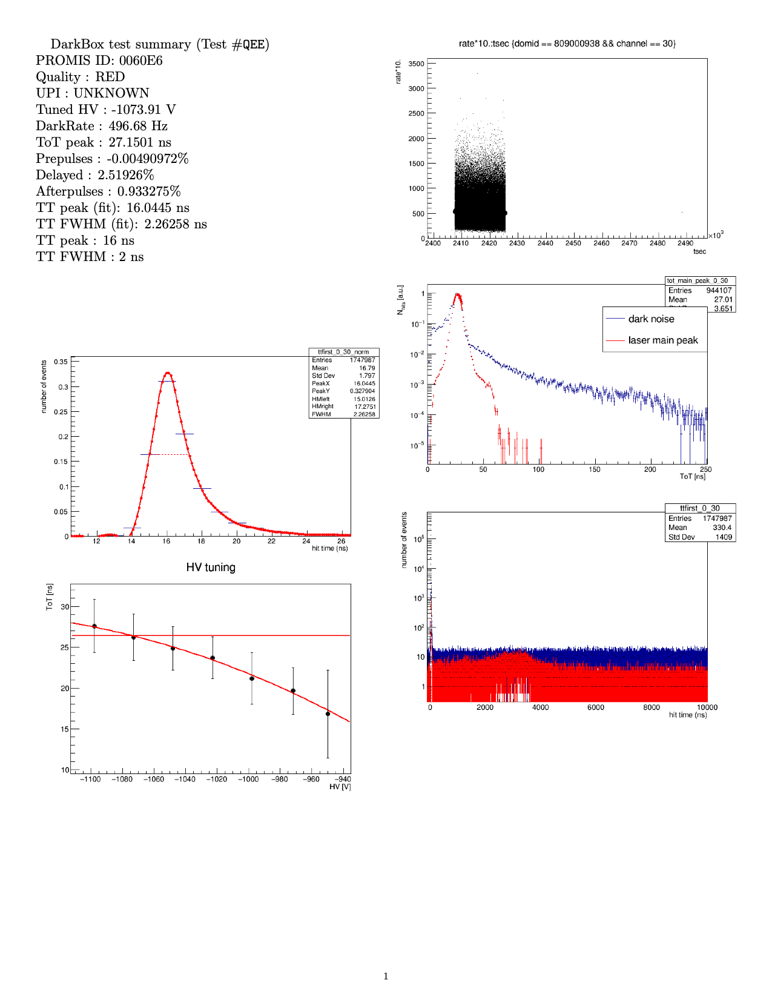 DarkBox test summary (Test #QEE)
PROMIS ID: 0060E6
Quality : RED
UPI : UNKNOWN
Tuned HV : -1073.91 V
DarkRate : 496.68 Hz
ToT peak : 27.1501 ns
Prepulses : -0.00490972%
Delayed : 2.51926%
Afterpulses : 0.933275%
TT peak (fit): 16.0445 ns
TT FWHM (fit): 2.26258 ns
TT peak : 16 ns
TT FWHM : 2 ns
rate*10.:tsec {domid == 809000938 && channel == 30}
rate*10.
3500
3000
2500
2000
1500
1000
500
0
2400 2410 2420 2430 2440 2450 2460 2470 2480 2490
×10³
tsec
tot_main_peak_0_30
Entries 944107
Mean 27.01
3.651
dark noise
laser main peak
N_hits [a.u.]
1
10⁻¹
10⁻²
10⁻³
10⁻⁴
10⁻⁵
0 50 100 150 200 250
ToT [ns]
ttfirst_0_30_norm
Entries 1747987
Mean 16.79
Std Dev 1.797
PeakX 16.0445
PeakY 0.327904
HMleft 15.0126
HMright 17.2751
FWHM 2.26258
number of events
0.35
0.3
0.25
0.2
0.15
0.1
0.05
0
12 14 16 18 20 22 24 26
hit time (ns)
ttfirst_0_30
Entries 1747987
Mean 330.4
Std Dev 1409
number of events
10⁵
10⁴
10³
10²
10
1
0 2000 4000 6000 8000 10000
hit time (ns)
HV tuning
ToT [ns]
30
25
20
15
10
−1100 −1080 −1060 −1040 −1020 −1000 −980 −960 −940
HV [V]
1